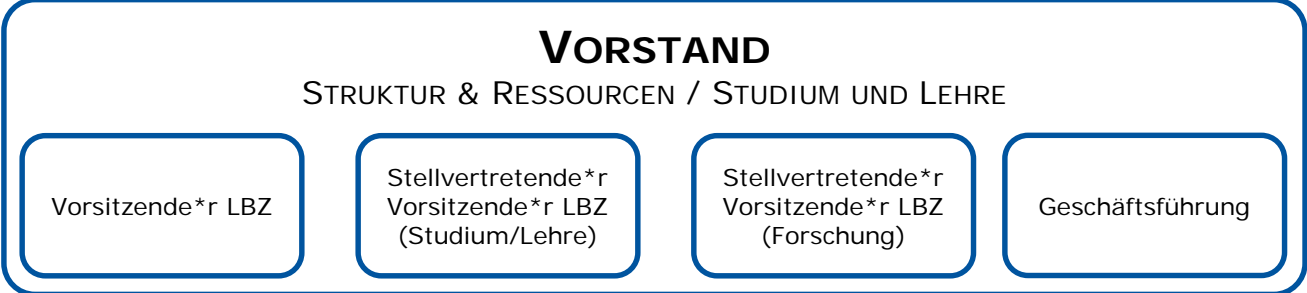 VORSTAND
STRUKTUR & RESSOURCEN / STUDIUM UND LEHRE
Vorsitzende*r LBZ
Stellvertretende*r
Vorsitzende*r LBZ
(Studium/Lehre)
Stellvertretende*r
Vorsitzende*r LBZ
(Forschung)
Geschäftsführung